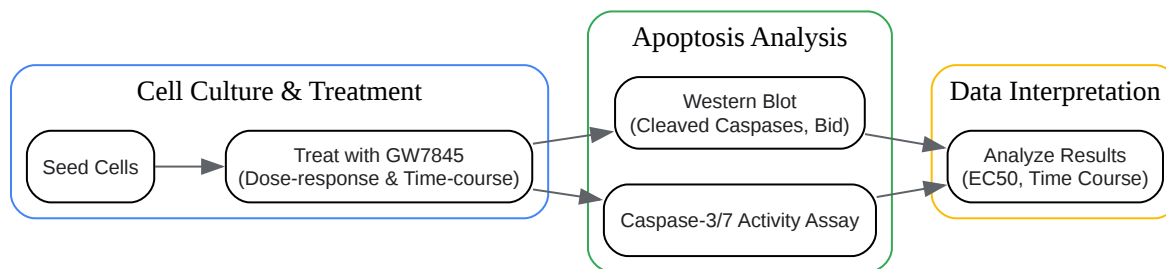 Cell Culture & Treatment
Seed Cells
Treat with GW7845
(Dose-response & Time-course)
Apoptosis Analysis
Western Blot
(Cleaved Caspases, Bid)
Caspase-3/7 Activity Assay
Data Interpretation
Analyze Results
(EC50, Time Course)